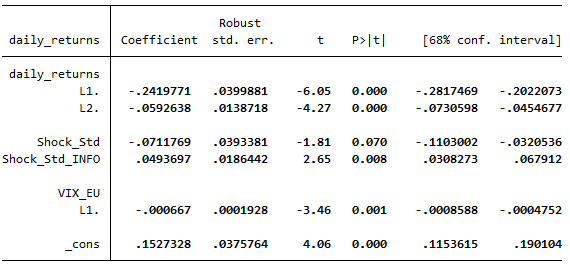 Robust
daily_returns Coefficient std. err. t P>|t| [68% conf. interval]
daily_returns
L1. -.2419771 .0399881 -6.05 0.000 -.2817469 -.2022073
L2. -.0592638 .0138718 -4.27 0.000 -.0730598 -.0454677
Shock_Std -.0711769 .0393381 -1.81 0.070 -.1103002 -.0320536
Shock_Std_INFO .0493697 .0186442 2.65 0.008 .0308273 .067912
VIX_EU
L1. -.000667 .0001928 -3.46 0.001 -.0008588 -.0004752
_cons .1527328 .0375764 4.06 0.000 .1153615 .190104